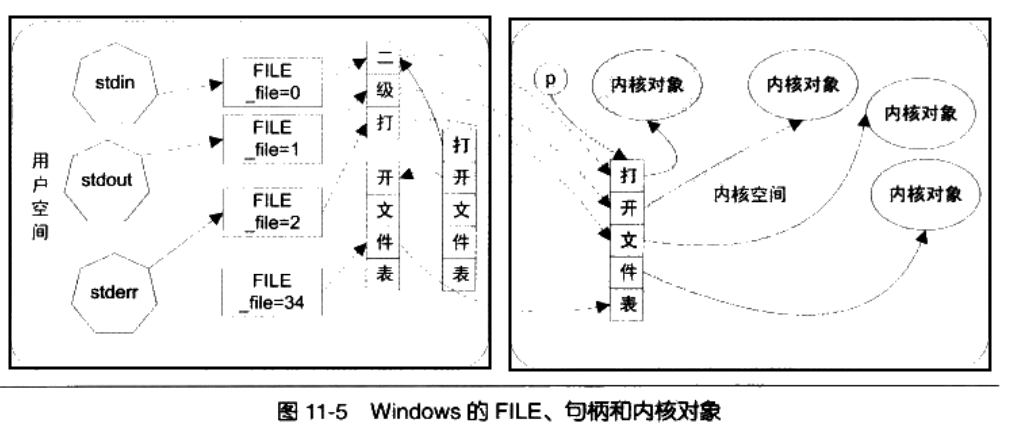 stdin
FILE
_file=0
FILE
_file=1
stdout
FILE
_file=2
stderr
FILE
_file=34
用户空间
二级打
开文件表
打开文件表
p
内核对象
内核对象
内核对象
内核对象
内核空间
打开文件表
图 11-5 Windows 的 FILE、句柄和内核对象